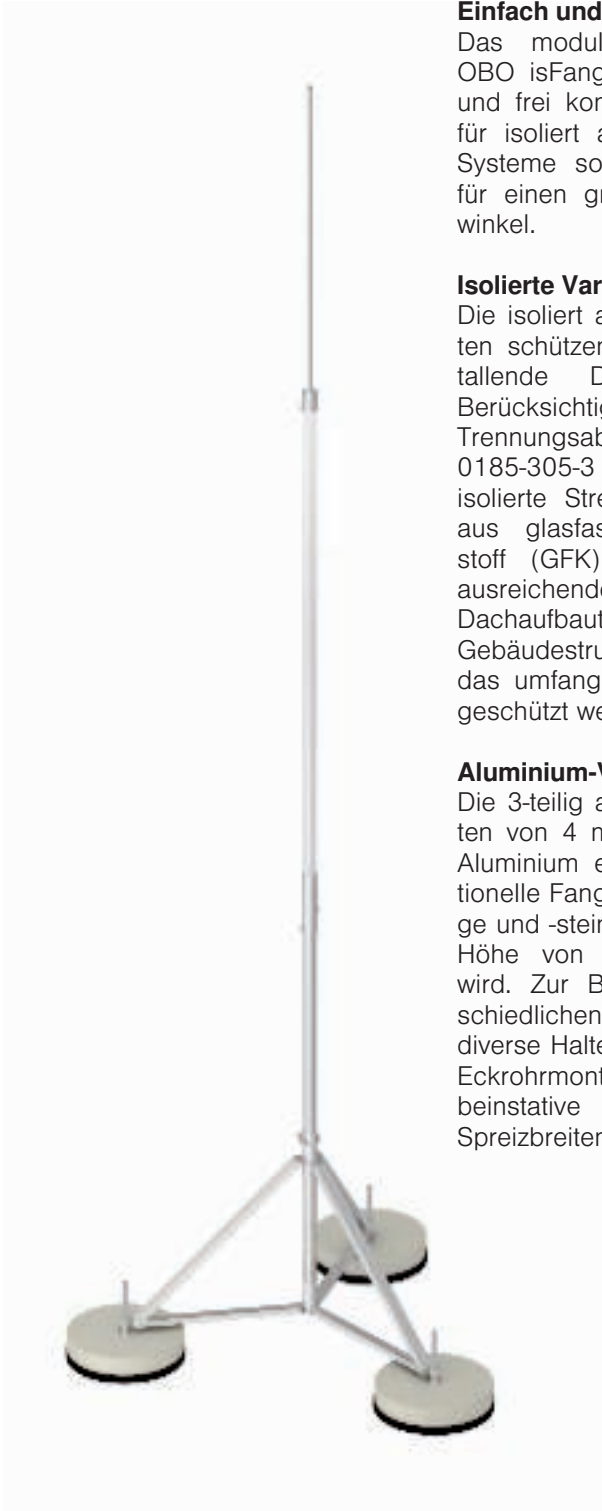 Einfach und
Das modul
OBO isFang
und frei kor
für isoliert a
Systeme so
für einen gr
winkel.
Isolierte Var
Die isoliert a
ten schützer
tallende D
Berücksichtig
Trennungsab
0185-305-3
isolierte Stre
aus glasfas
stoff (GFK)
ausreichende
Dachaufbaut
Gebäudestru
das umfang
geschützt we
Aluminium-V
Die 3-teilig a
ten von 4 m
Aluminium e
tionelle Fang
ge und -stein
Höhe von
wird. Zur B
schiedlichen
diverse Halte
Eckrohrmont
beinstative
Spreizbreiten